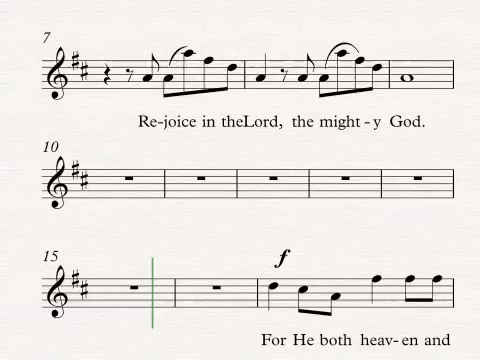 7
Re-joice in theLord, the might-y God.
10
15
f
For He both heav-en and